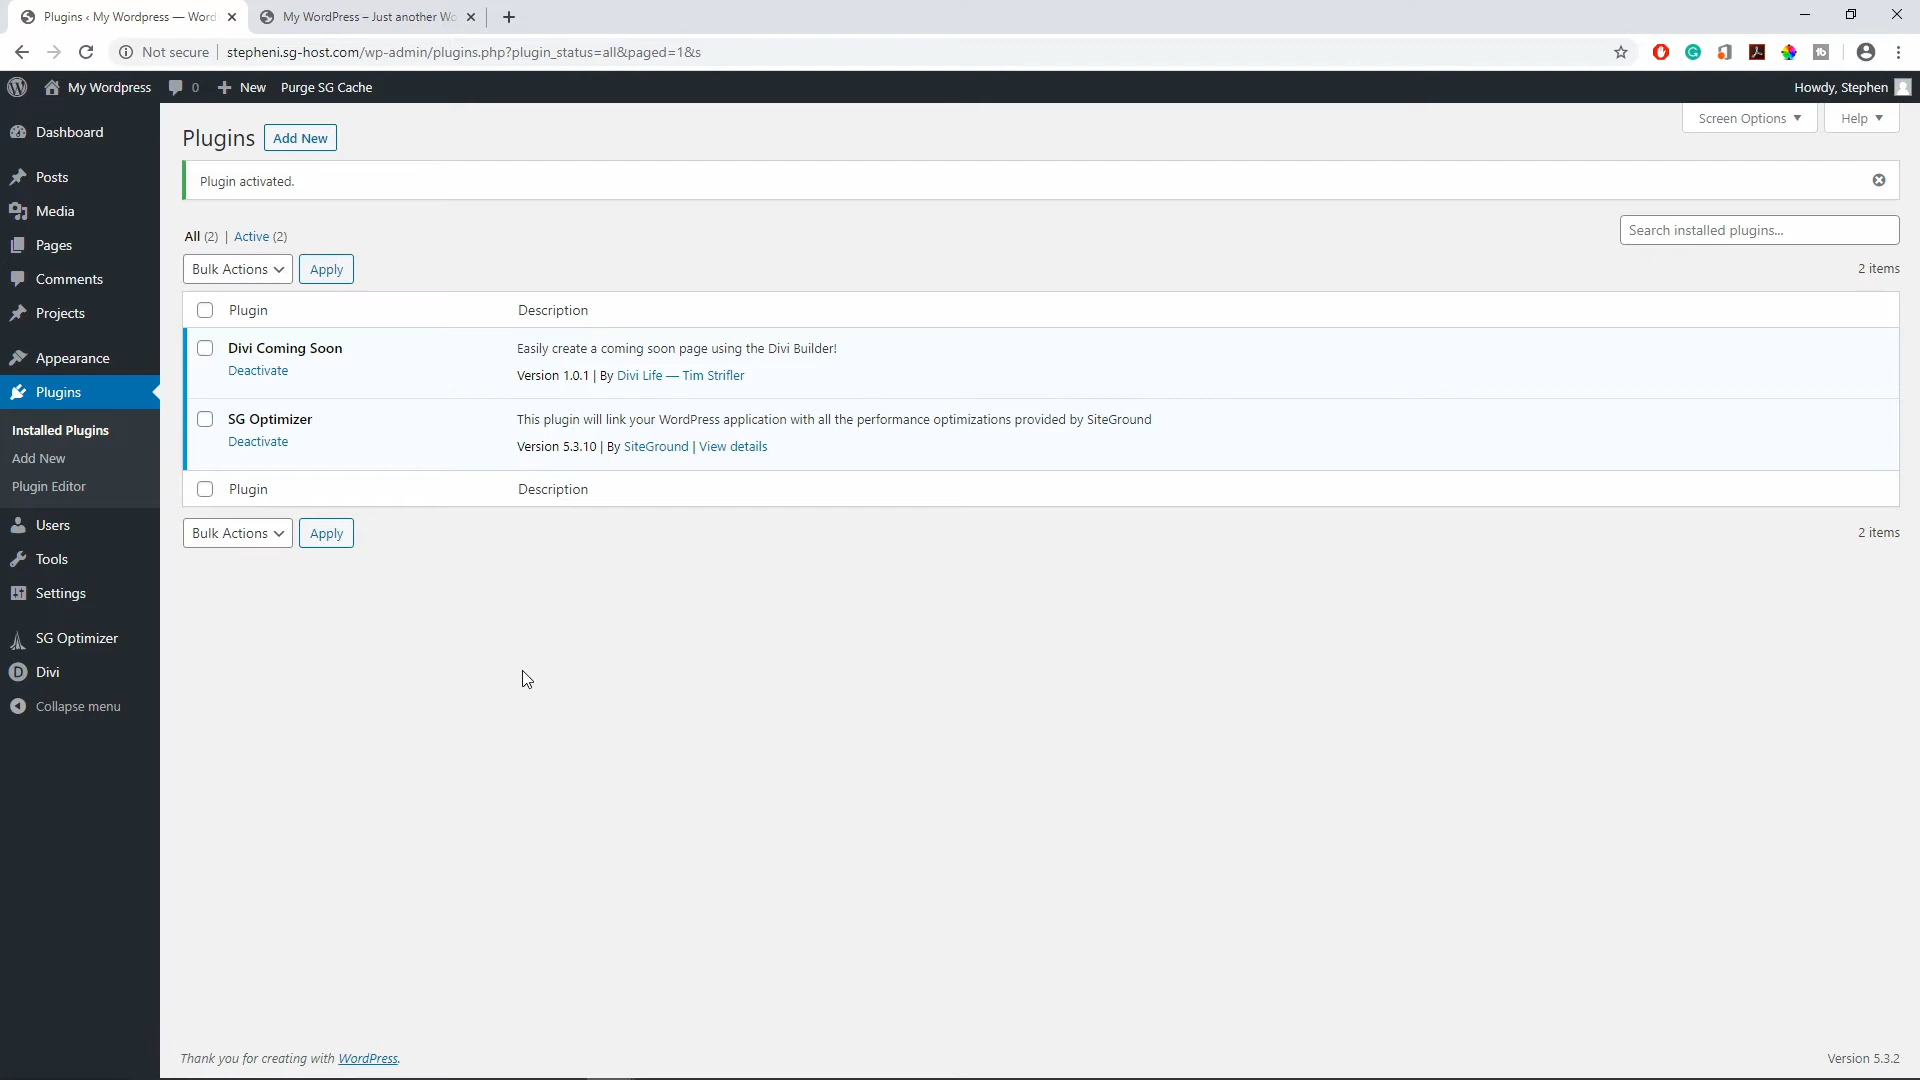 Plugins ‹ My Wordpress — Word
My WordPress – Just another Wo
Not secure
stepheni.sg-host.com/wp-admin/plugins.php?plugin_status=all&paged=1&s
My Wordpress
0
New
Purge SG Cache
Howdy, Stephen
Dashboard
Posts
Media
Pages
Comments
Projects
Appearance
Plugins
Installed Plugins
Add New
Plugin Editor
Users
Tools
Settings
SG Optimizer
Divi
Collapse menu
Screen Options
Help
Plugins
Add New
Plugin activated.
All (2) | Active (2)
Search installed plugins...
Bulk Actions
Apply
2 items
Plugin
Description
Divi Coming Soon
Deactivate
Easily create a coming soon page using the Divi Builder!
Version 1.0.1 | By Divi Life — Tim Strifler
SG Optimizer
Deactivate
This plugin will link your WordPress application with all the performance optimizations provided by SiteGround
Version 5.3.10 | By SiteGround | View details
Plugin
Description
Bulk Actions
Apply
2 items
Thank you for creating with WordPress.
Version 5.3.2